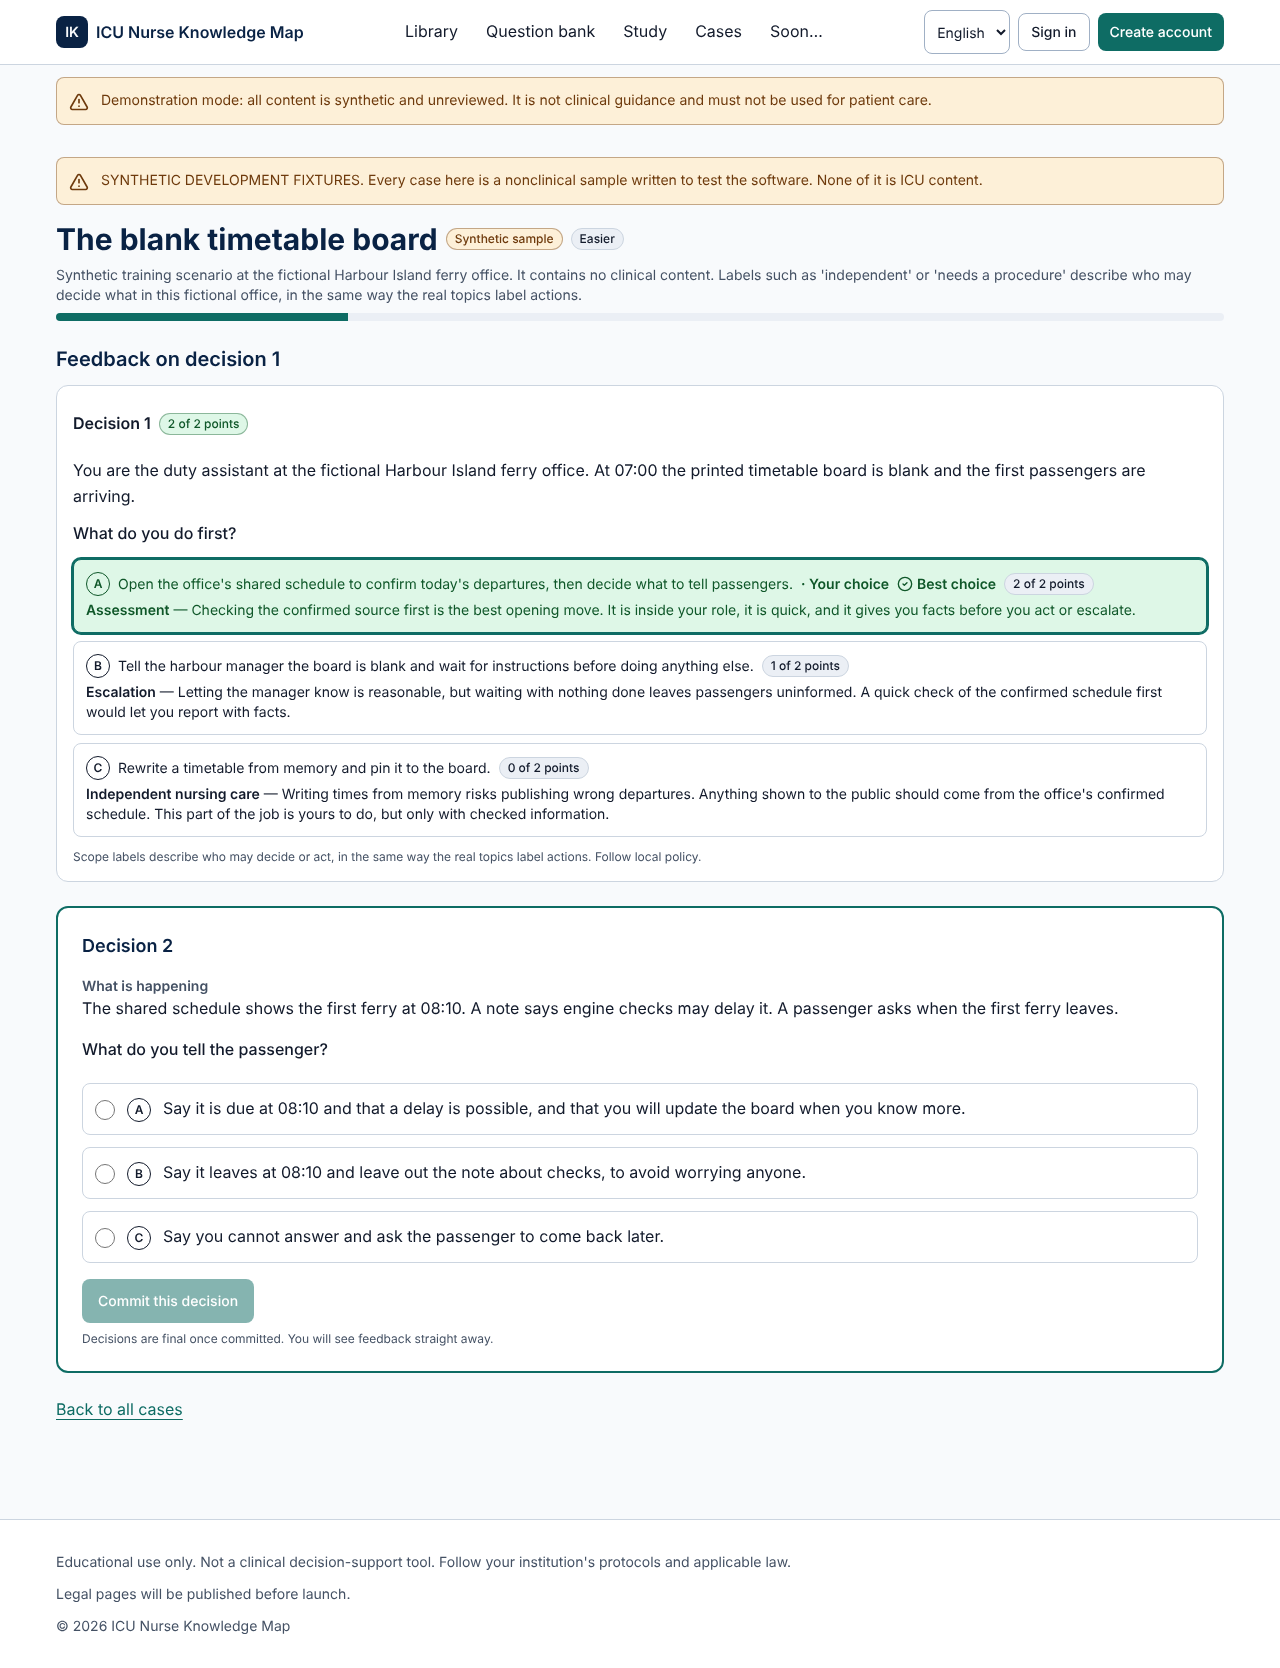 IK ICU Nurse Knowledge Map Library Question bank Study Cases Soon... English Sign in Create account
Demonstration mode: all content is synthetic and unreviewed. It is not clinical guidance and must not be used for patient care.
SYNTHETIC DEVELOPMENT FIXTURES. Every case here is a nonclinical sample written to test the software. None of it is ICU content.
The blank timetable board Synthetic sample Easier
Synthetic training scenario at the fictional Harbour Island ferry office. It contains no clinical content. Labels such as 'independent' or 'needs a procedure' describe who may
decide what in this fictional office, in the same way the real topics label actions.
Feedback on decision 1
Decision 1 2 of 2 points
You are the duty assistant at the fictional Harbour Island ferry office. At 07:00 the printed timetable board is blank and the first passengers are
arriving.
What do you do first?
A Open the office's shared schedule to confirm today's departures, then decide what to tell passengers. · Your choice Best choice 2 of 2 points
Assessment — Checking the confirmed source first is the best opening move. It is inside your role, it is quick, and it gives you facts before you act or escalate.
B Tell the harbour manager the board is blank and wait for instructions before doing anything else. 1 of 2 points
Escalation — Letting the manager know is reasonable, but waiting with nothing done leaves passengers uninformed. A quick check of the confirmed schedule first
would let you report with facts.
C Rewrite a timetable from memory and pin it to the board. 0 of 2 points
Independent nursing care — Writing times from memory risks publishing wrong departures. Anything shown to the public should come from the office's confirmed
schedule. This part of the job is yours to do, but only with checked information.
Scope labels describe who may decide or act, in the same way the real topics label actions. Follow local policy.
Decision 2
What is happening
The shared schedule shows the first ferry at 08:10. A note says engine checks may delay it. A passenger asks when the first ferry leaves.
What do you tell the passenger?
A Say it is due at 08:10 and that a delay is possible, and that you will update the board when you know more.
B Say it leaves at 08:10 and leave out the note about checks, to avoid worrying anyone.
C Say you cannot answer and ask the passenger to come back later.
Commit this decision
Decisions are final once committed. You will see feedback straight away.
Back to all cases
Educational use only. Not a clinical decision-support tool. Follow your institution's protocols and applicable law.
Legal pages will be published before launch.
© 2026 ICU Nurse Knowledge Map